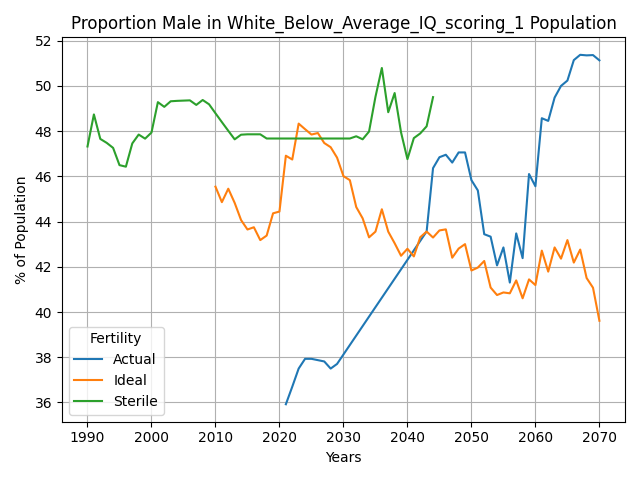 Proportion Male in White_Below_Average_IQ_scoring_1 Population
% of Population
52
50
48
46
44
42
40
38
36
Fertility
Actual
Ideal
Sterile
1990 2000 2010 2020 2030 2040 2050 2060 2070
Years